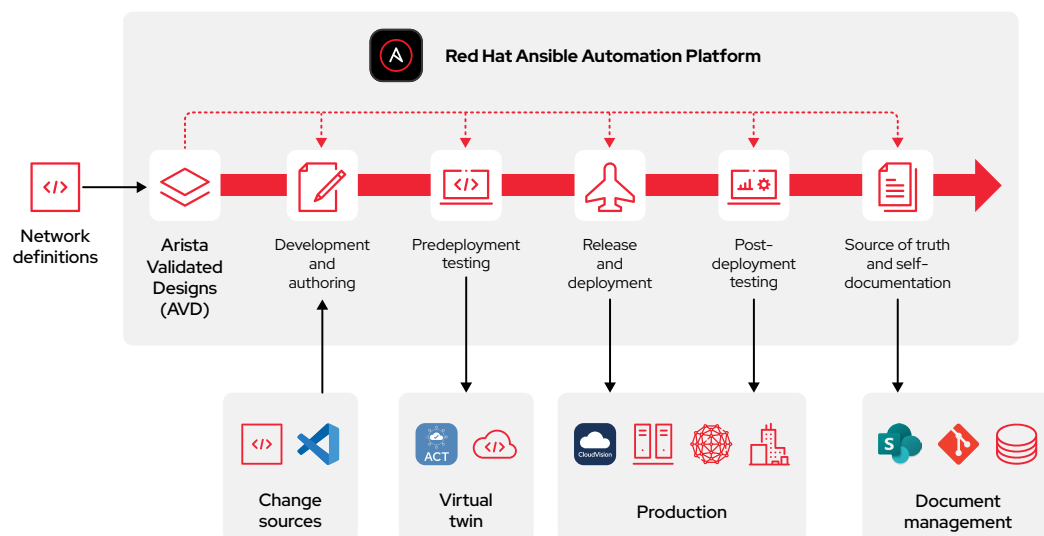 Red Hat Ansible Automation Platform
</>
</>
Network
definitions
Arista
Validated
Designs
(AVD)
Development
and
authoring
Predeployment
testing
Release
and
deployment
Post-
deployment
testing
Source of truth
and self-
documentation
</>
Change
sources
ACT
</>
Virtual
twin
CloudVision
Production
S
Document
management